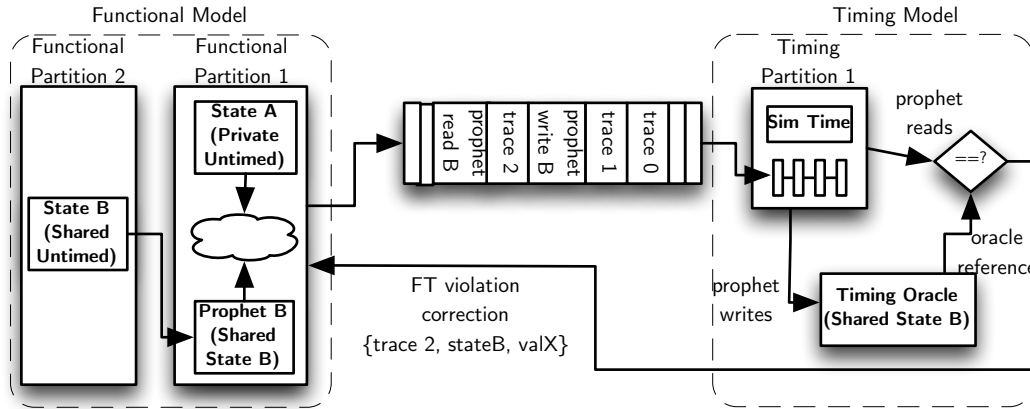 Functional Model
Timing Model
Functional
Partition 2
Functional
Partition 1
Timing
Partition 1
State A
(Private
Untimed)
State B
(Shared
Untimed)
Prophet B
(Shared
State B)
prophet
read B
trace 2
prophet
write B
trace 1
trace 0
Sim Time
prophet
reads
==?
oracle
reference
prophet
writes
Timing Oracle
(Shared State B)
FT violation
correction
{trace 2, stateB, valX}